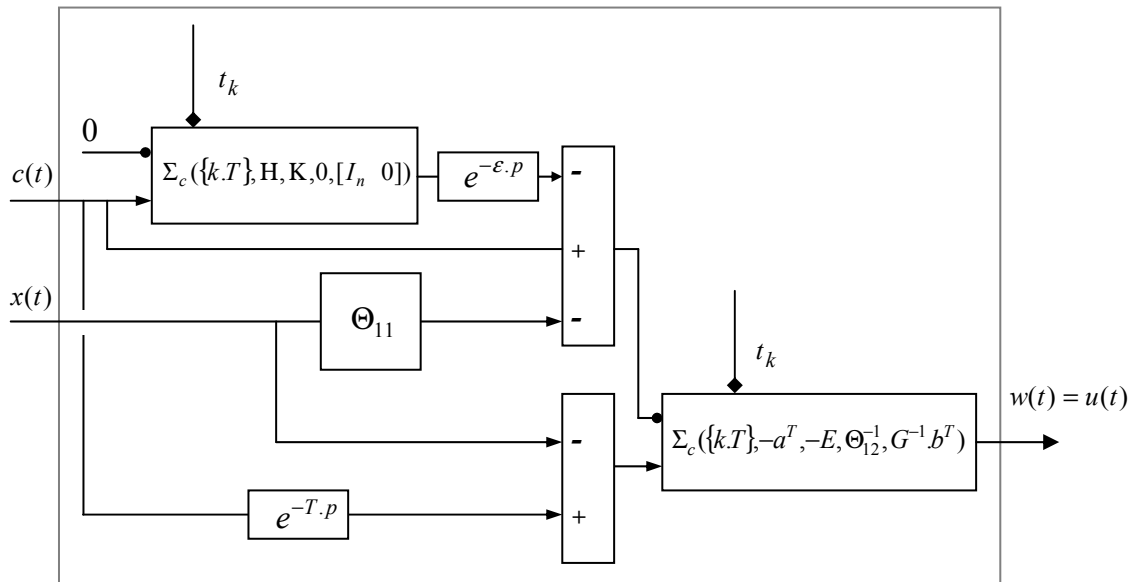 t_k
0
Σ_c({k.T},H,K,0,[I_n 0])
e^{-ε.p}
-
c(t)
+
x(t)
Θ_11
-
t_k
w(t) = u(t)
-
Σ_c({k.T},-a^T,-E,Θ_12^{-1},G^{-1}.b^T)
e^{-T.p}
+